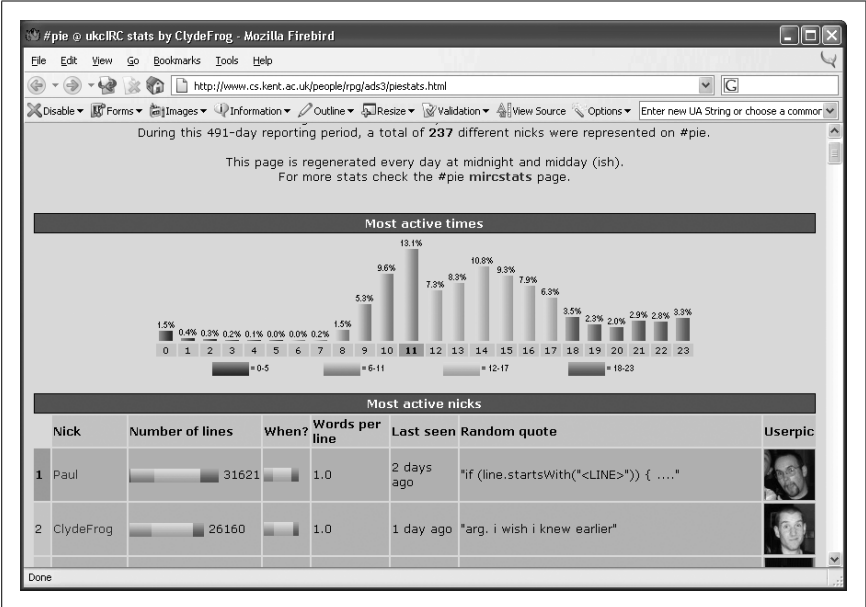 #pie @ ukcIRC stats by ClydeFrog - Mozilla Firebird
File Edit View Go Bookmarks Tools Help
http://www.cs.kent.ac.uk/people/rpg/ads3/piestats.html
G
Disable Forms Images Information Outline Resize Validation View Source Options Enter new UA String or choose a commor
During this 491-day reporting period, a total of 237 different nicks were represented on #pie.
This page is regenerated every day at midnight and midday (ish).
For more stats check the #pie mircstats page.
Most active times
1.5% 0.4% 0.3% 0.2% 0.1% 0.0% 0.0% 0.2% 1.5% 5.3% 9.6% 13.1% 7.3% 8.3% 10.8% 9.3% 7.9% 6.3% 3.5% 2.3% 2.0% 2.9% 2.8% 3.3%
0 1 2 3 4 5 6 7 8 9 10 11 12 13 14 15 16 17 18 19 20 21 22 23
= 0-5 = 6-11 = 12-17 = 18-23
Most active nicks
Nick Number of lines When? Words per line Last seen Random quote Userpic
1 Paul 31621 1.0 2 days ago "if (line.startsWith("<LINE>")) { ...."
2 ClydeFrog 26160 1.0 1 day ago "arg. i wish i knew earlier"
Done